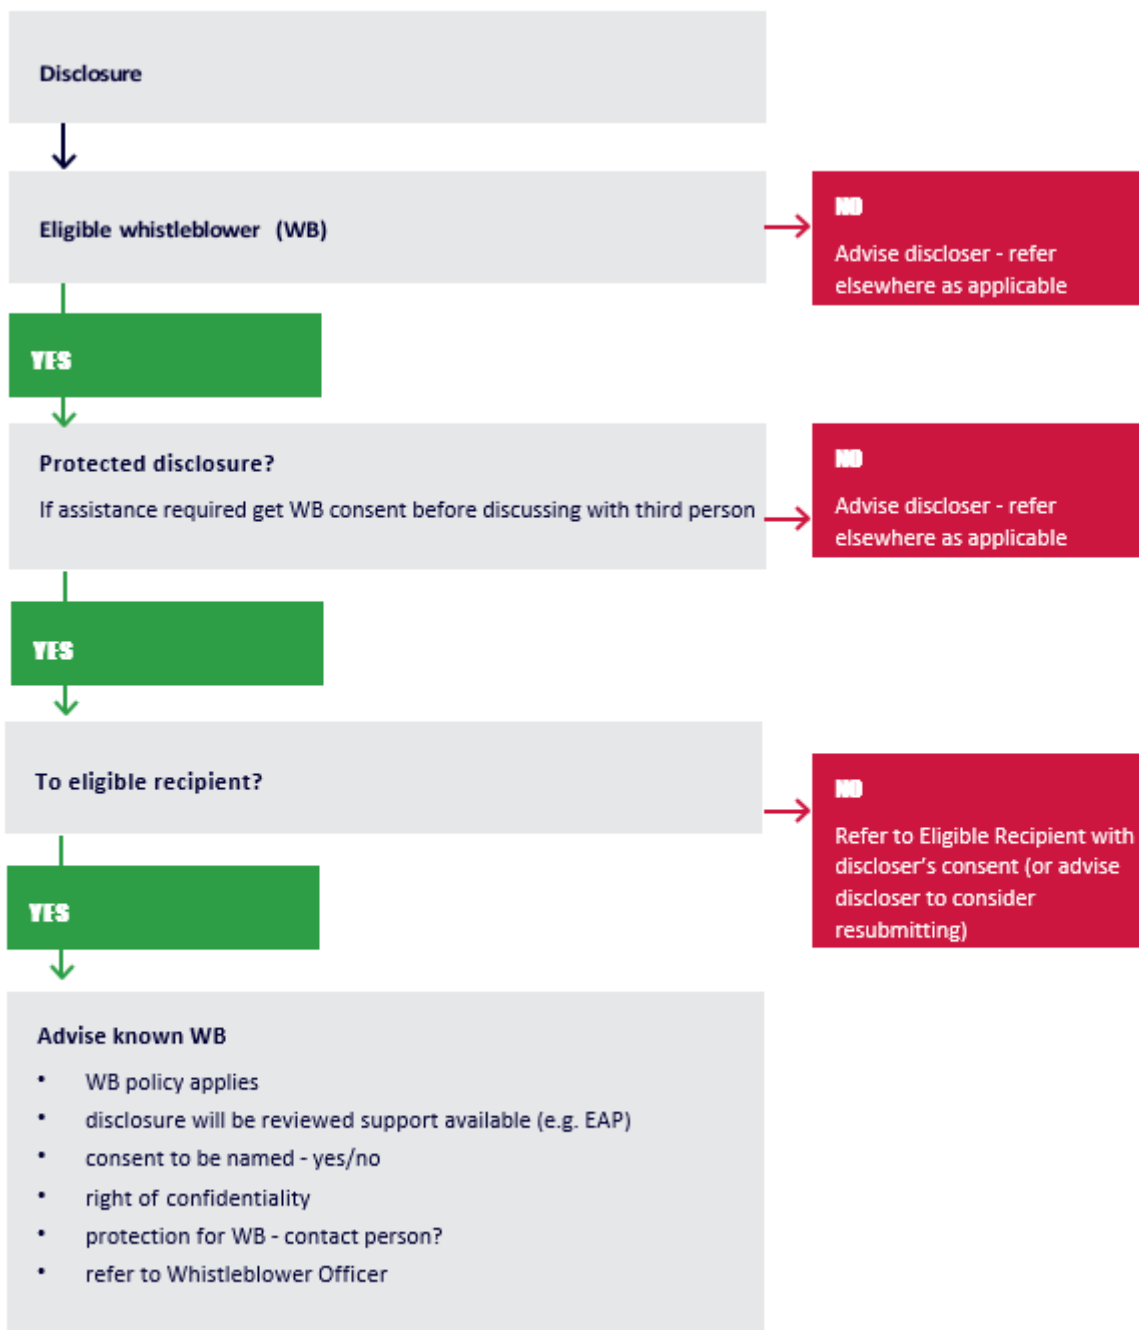 Disclosure
Eligible whistleblower (WB)
NO
Advise discloser - refer
elsewhere as applicable
YES
Protected disclosure?
If assistance required get WB consent before discussing with third person
NO
Advise discloser - refer
elsewhere as applicable
YES
To eligible recipient?
NO
Refer to Eligible Recipient with
discloser's consent (or advise
discloser to consider
resubmitting)
YES
Advise known WB
• WB policy applies
• disclosure will be reviewed support available (e.g. EAP)
• consent to be named - yes/no
• right of confidentiality
• protection for WB - contact person?
• refer to Whistleblower Officer